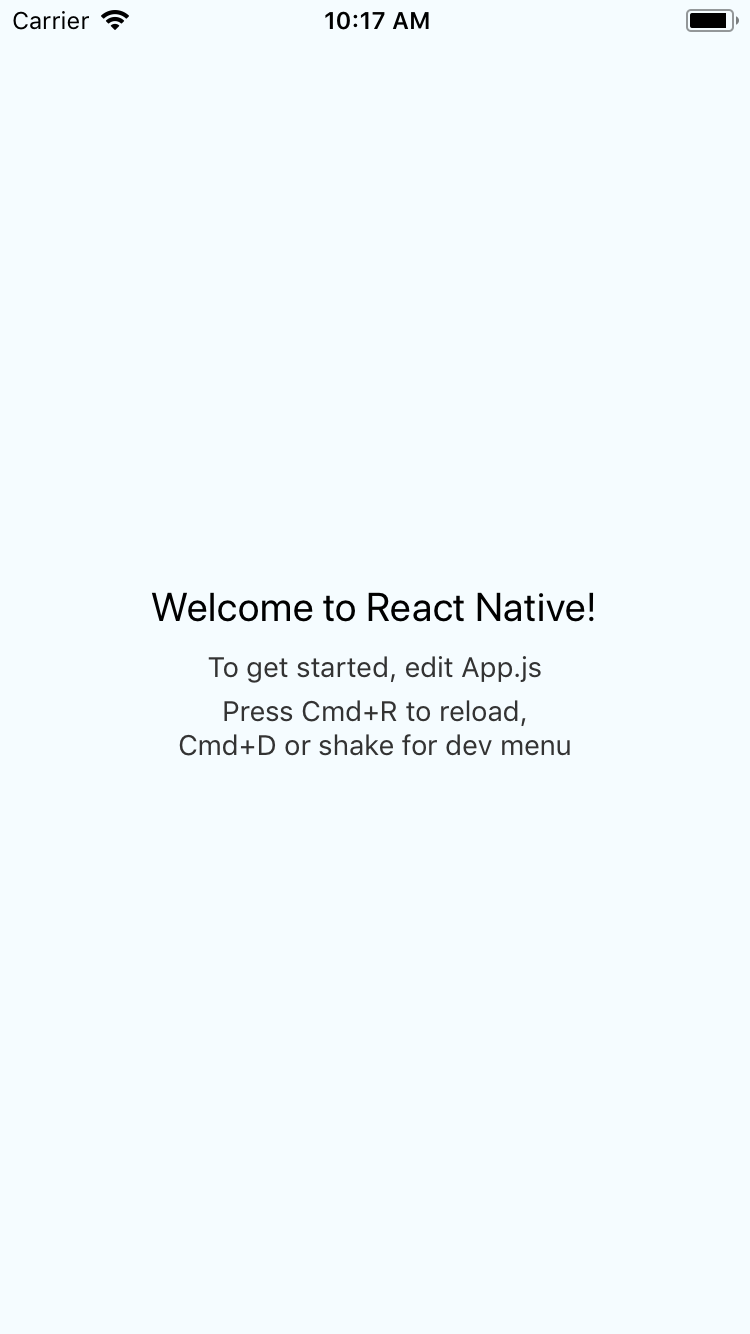 Carrier 10:17 AM
Welcome to React Native!
To get started, edit App.js
Press Cmd+R to reload,
Cmd+D or shake for dev menu